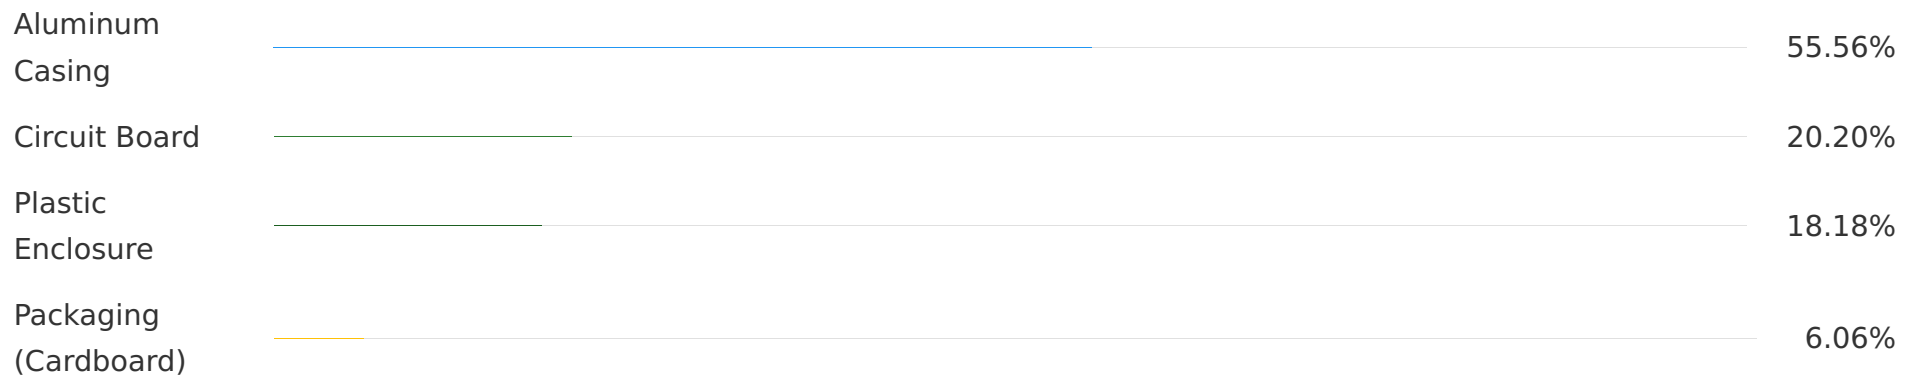 Aluminum
Casing
55.56%
Circuit Board
20.20%
Plastic
Enclosure
18.18%
Packaging
(Cardboard)
6.06%